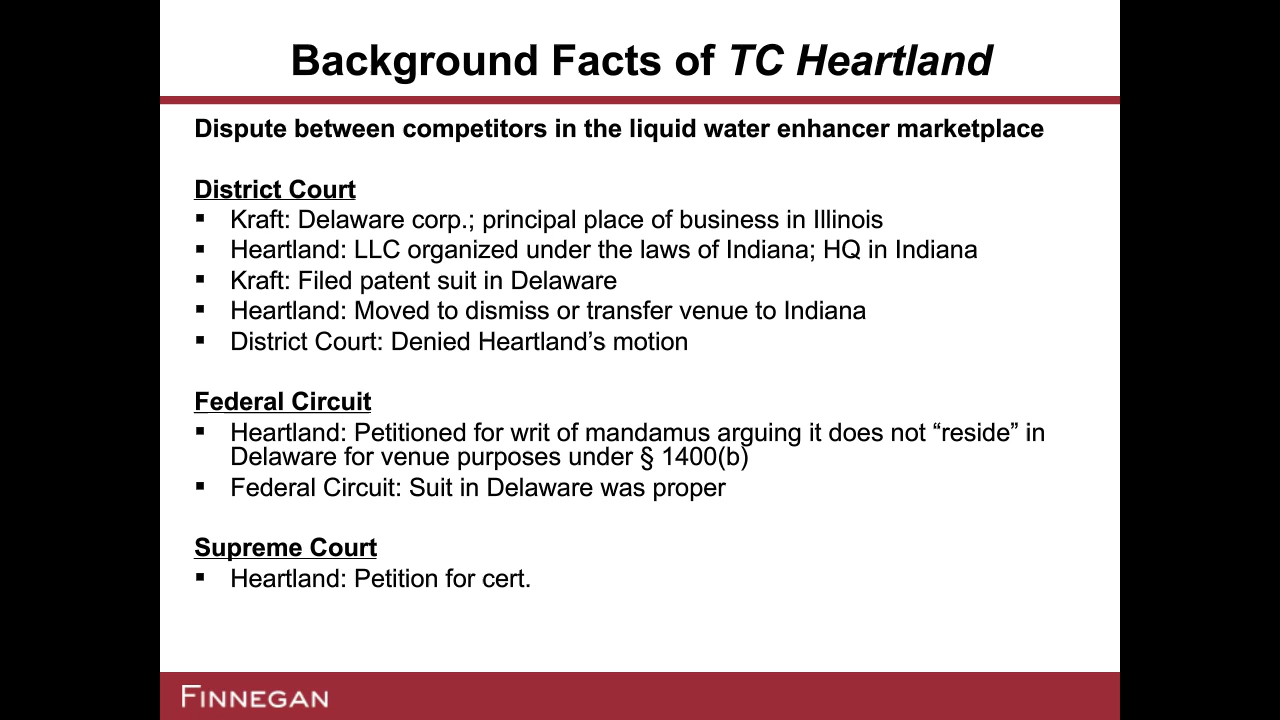 Background Facts of TC Heartland
Dispute between competitors in the liquid water enhancer marketplace
District Court
▪ Kraft: Delaware corp.; principal place of business in Illinois
▪ Heartland: LLC organized under the laws of Indiana; HQ in Indiana
▪ Kraft: Filed patent suit in Delaware
▪ Heartland: Moved to dismiss or transfer venue to Indiana
▪ District Court: Denied Heartland’s motion
Federal Circuit
▪ Heartland: Petitioned for writ of mandamus arguing it does not “reside” in
Delaware for venue purposes under § 1400(b)
▪ Federal Circuit: Suit in Delaware was proper
Supreme Court
▪ Heartland: Petition for cert.
FINNEGAN